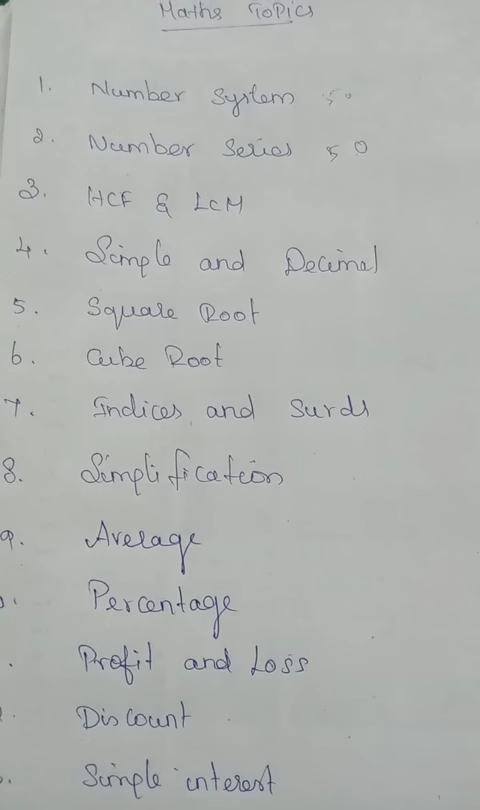 Maths Topics
1. Number System 50
2. Number Series 50
3. HCF & LCM
4. Simple and Decimel
5. Square Root
6. Cube Root
7. Indices and Surds
8. Simplification
9. Average
Percentage
Profit and Loss
Discount
Simple interest